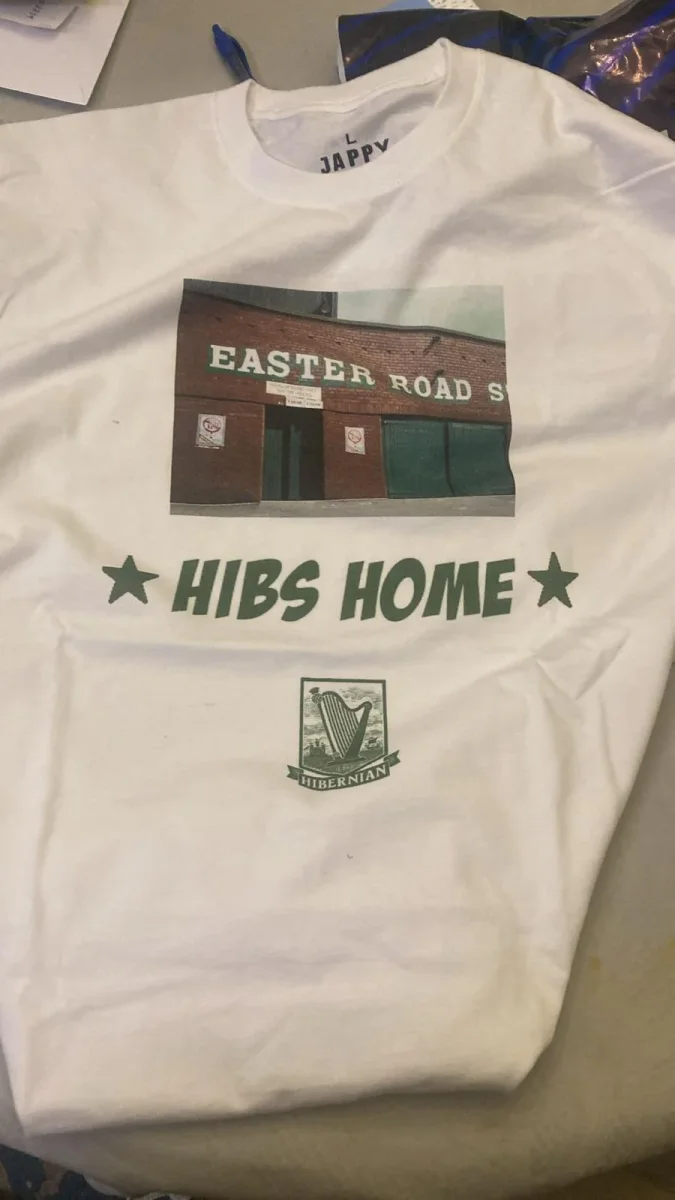 L
JAPPY
EASTER ROAD S
HIBS HOME
HIBERNIAN